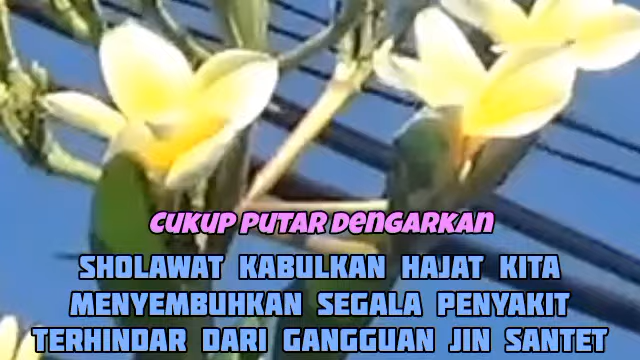 CUKUP PUTAR DENGARKAN
SHOLAWAT KABULKAN HAJAT KITA
MENYEMBUHKAN SEGALA PENYAKIT
TERHINDAR DARI GANGGUAN JIN SANTET